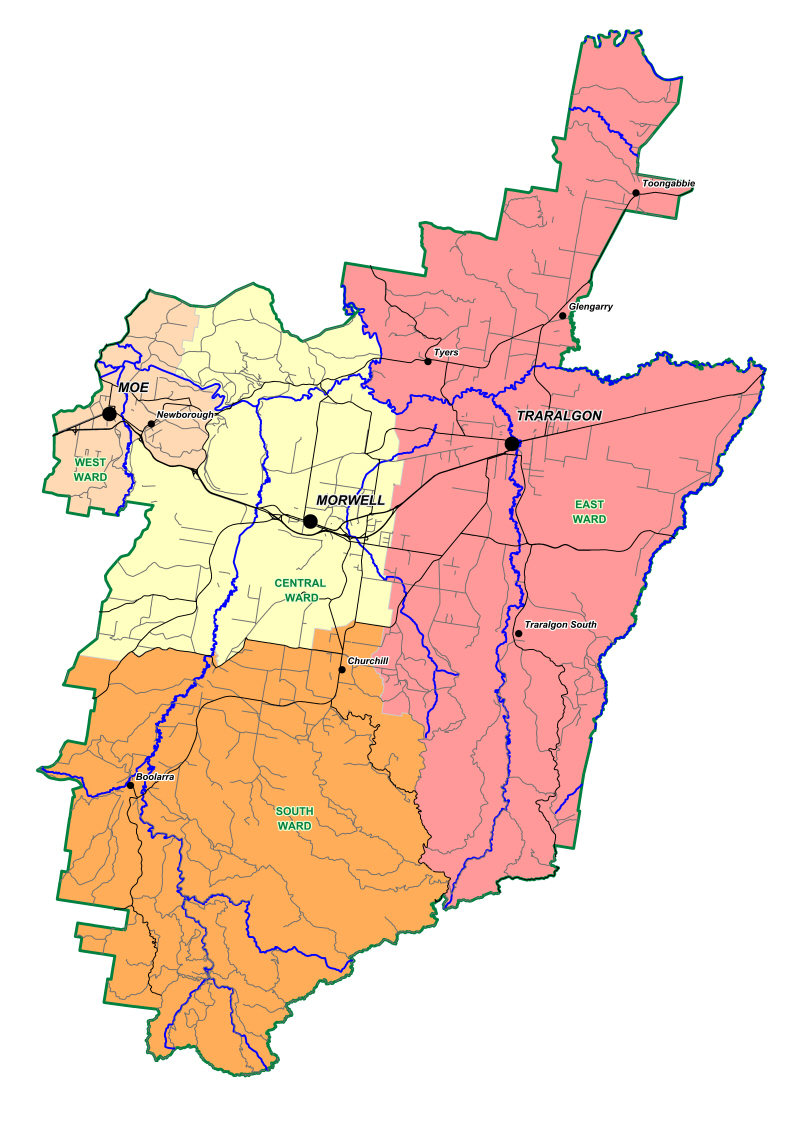 Toongabbie
Glengarry
Tyers
MOE
Newborough
TRARALGON
WEST
WARD
MORWELL
EAST
WARD
CENTRAL
WARD
Traralgon South
Churchill
Boolarra
SOUTH
WARD